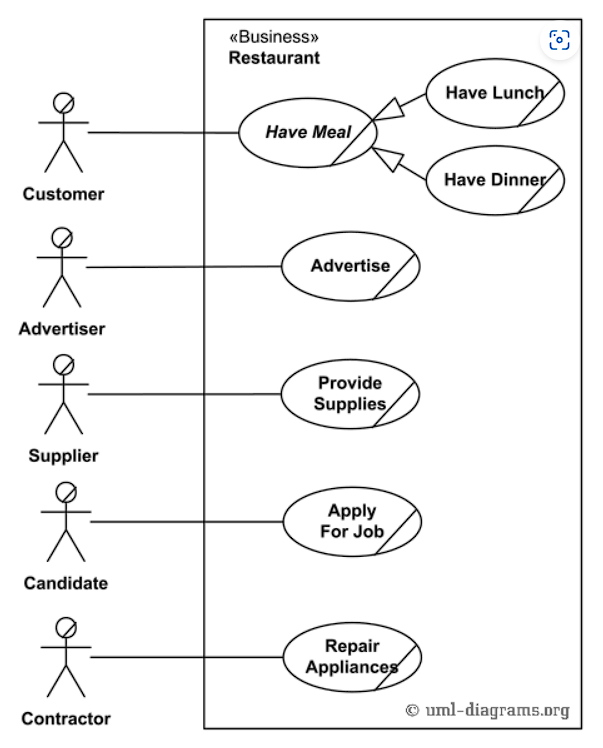 «Business»
Restaurant
Have Lunch
Have Meal
Have Dinner
Customer
Advertise
Advertiser
Provide
Supplies
Supplier
Apply
For Job
Candidate
Repair
Appliances
Contractor
© uml-diagrams.org